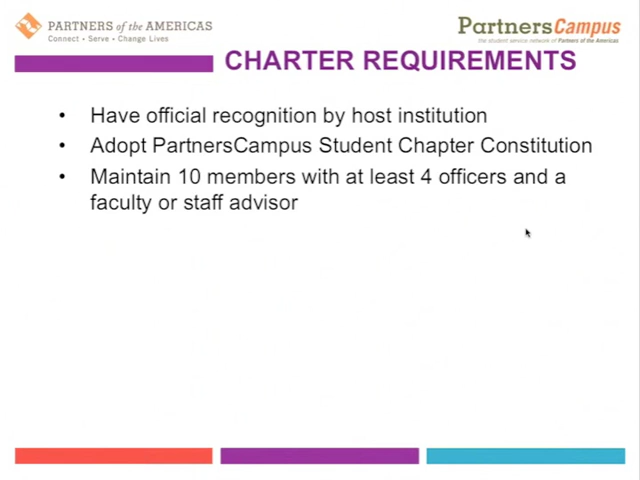 PARTNERS of the AMERICAS
Connect • Serve • Change Lives
PartnersCampus
the student service network of Partners of the Americas
CHARTER REQUIREMENTS
• Have official recognition by host institution
• Adopt PartnersCampus Student Chapter Constitution
• Maintain 10 members with at least 4 officers and a
faculty or staff advisor